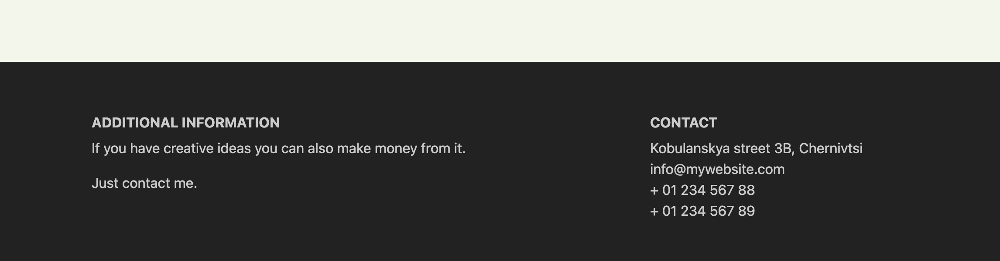 ADDITIONAL INFORMATION
If you have creative ideas you can also make money from it.
Just contact me.
CONTACT
Kobulanskya street 3B, Chernivtsi
info@mywebsite.com
+ 01 234 567 88
+ 01 234 567 89